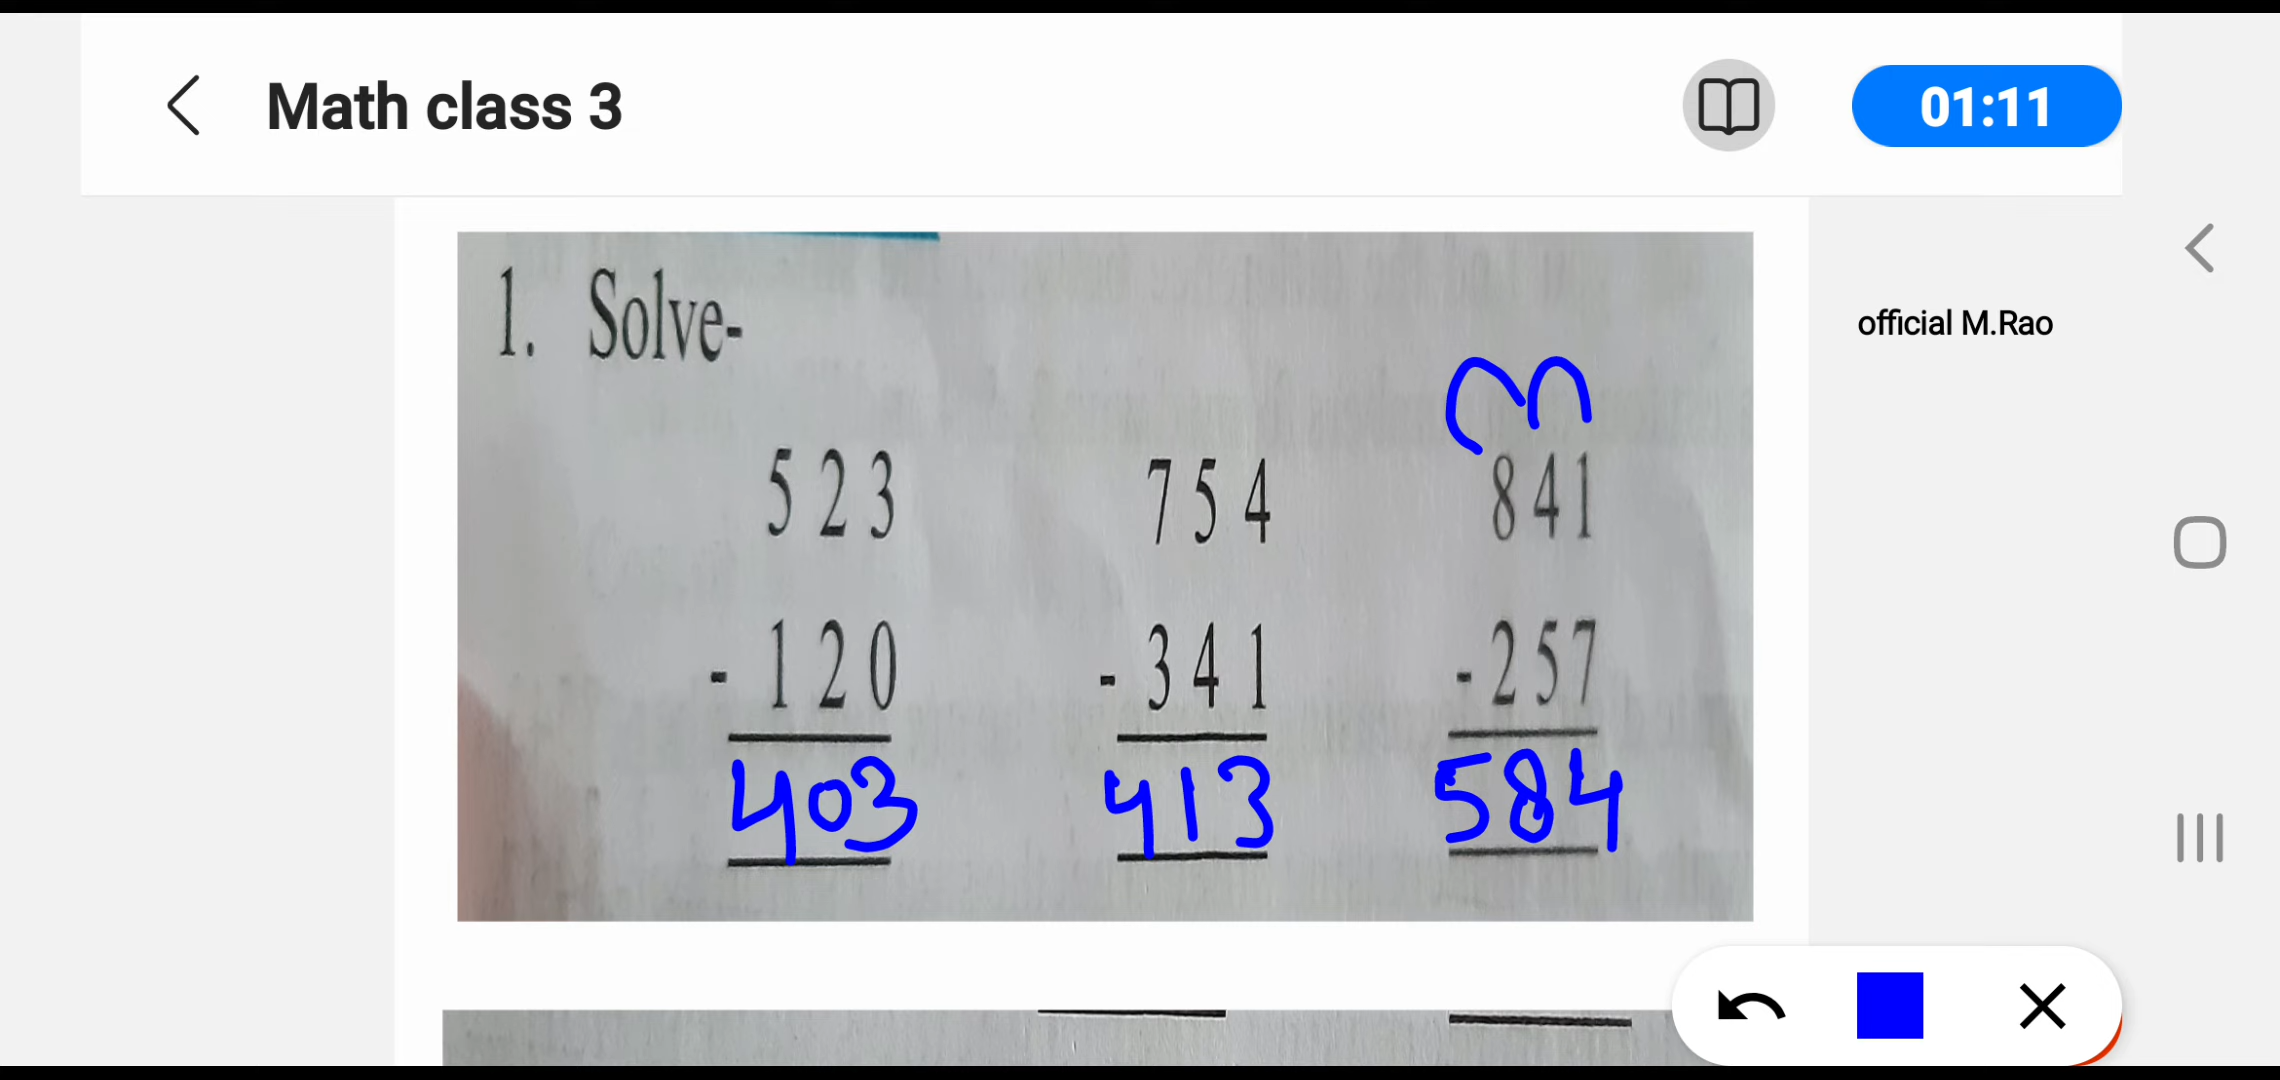 Math class 3
01:11
official M.Rao
1. Solve-
523 754 841
- 120 - 341 - 257
403 413 584